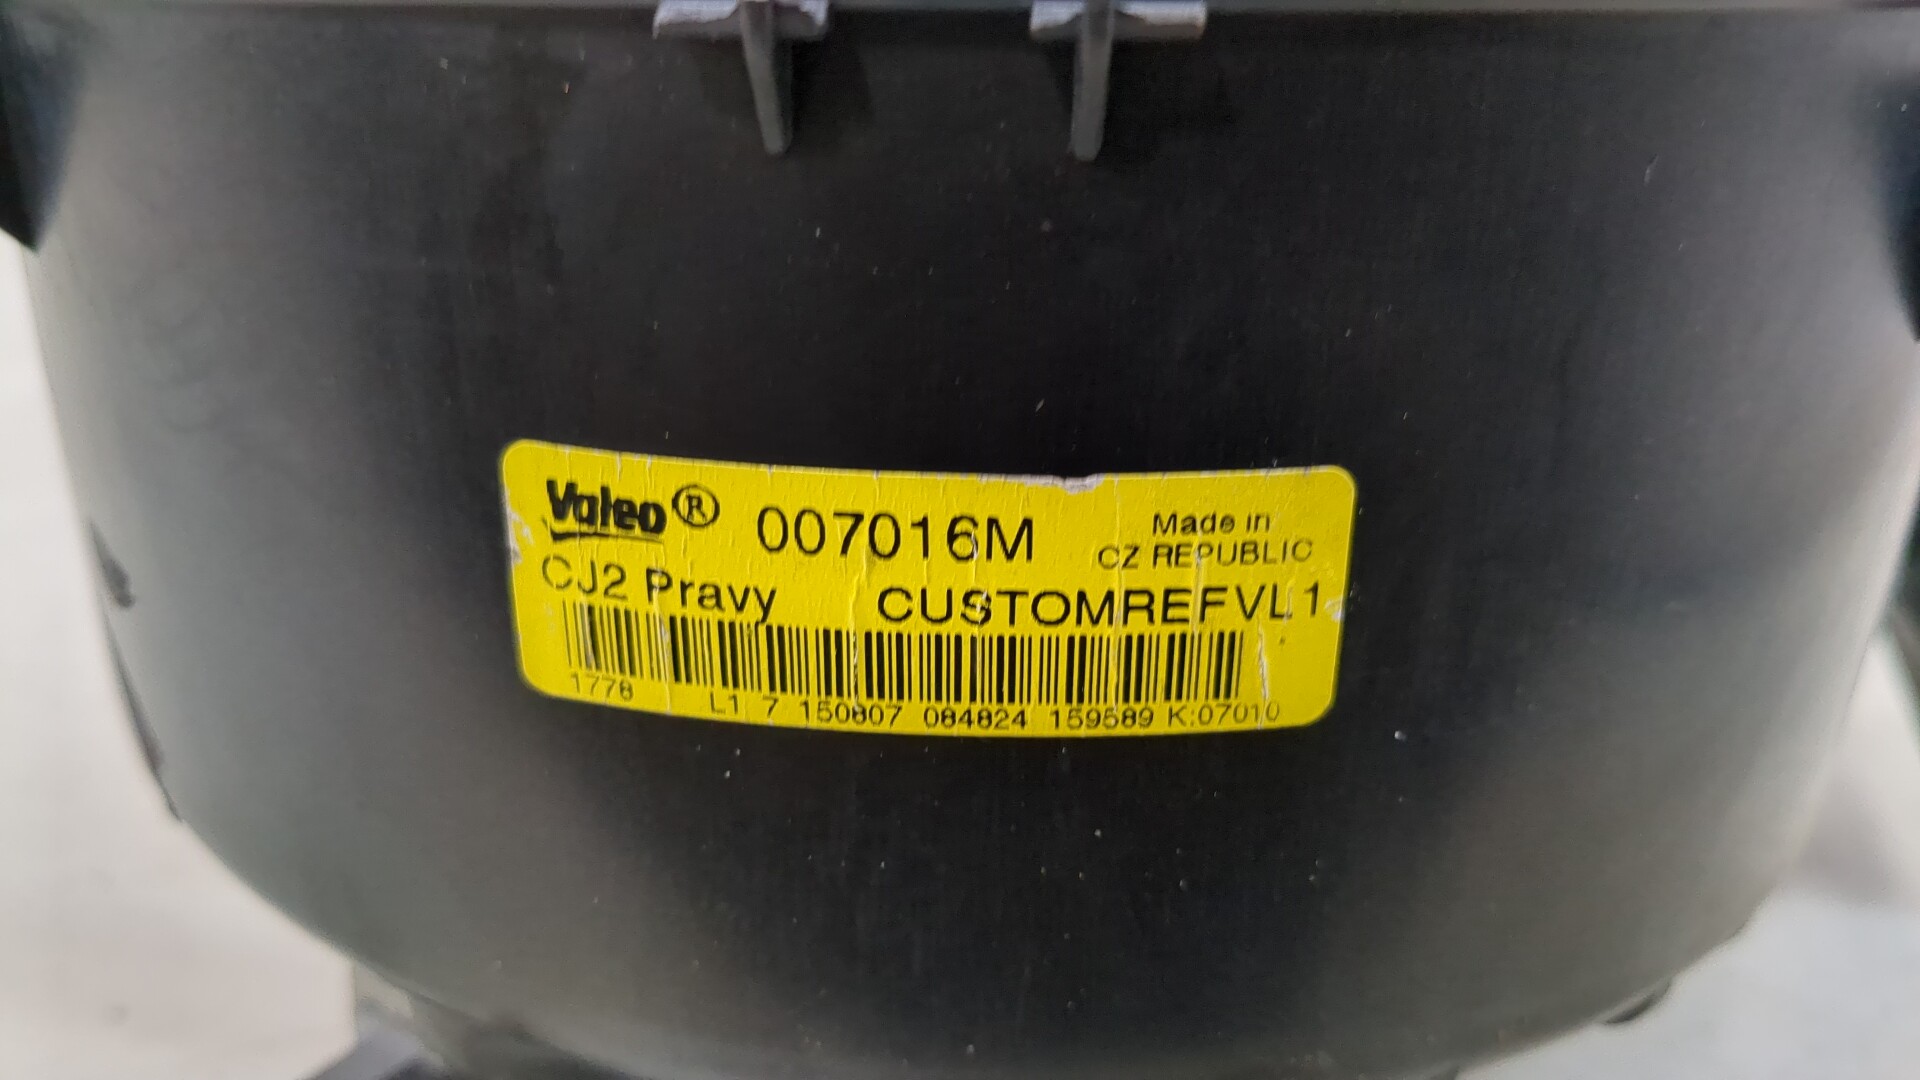 Valeo® 007016M Made in
CZ REPUBLIC
CJ2 Pravy CUSTOMREFVL1
1778 L1 7 150807 084824 159589 K:07010